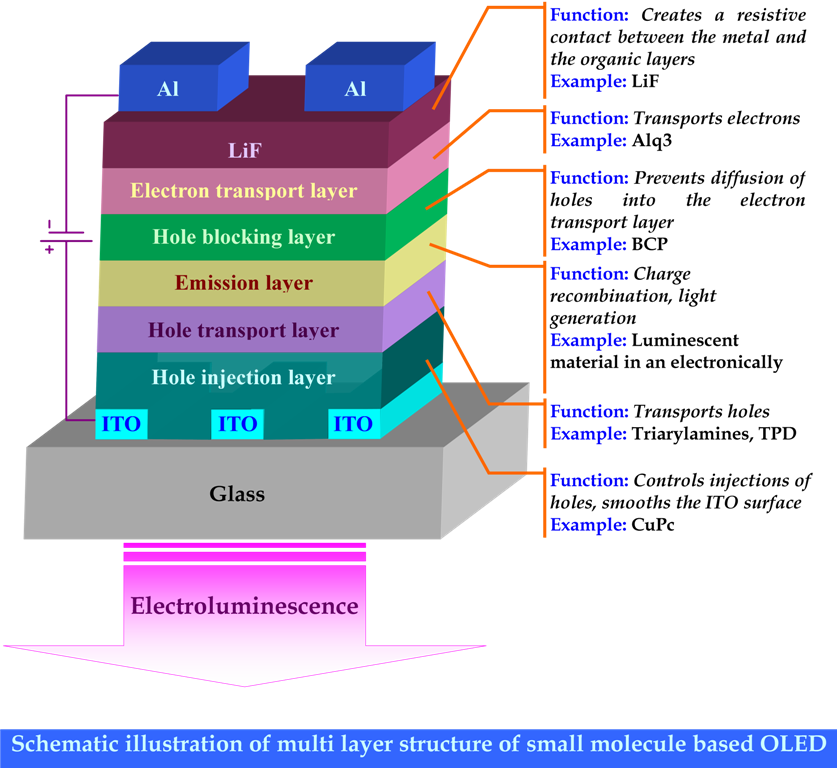 Al
Al
LiF
Electron transport layer
Hole blocking layer
Emission layer
Hole transport layer
Hole injection layer
ITO
ITO
ITO
Glass
-
+
Electroluminescence
Function: Creates a resistive
contact between the metal and
the organic layers
Example: LiF
Function: Transports electrons
Example: Alq3
Function: Prevents diffusion of
holes into the electron
transport layer
Example: BCP
Function: Charge
recombination, light
generation
Example: Luminescent
material in an electronically
Function: Transports holes
Example: Triarylamines, TPD
Function: Controls injections of
holes, smooths the ITO surface
Example: CuPc
Schematic illustration of multi layer structure of small molecule based OLED